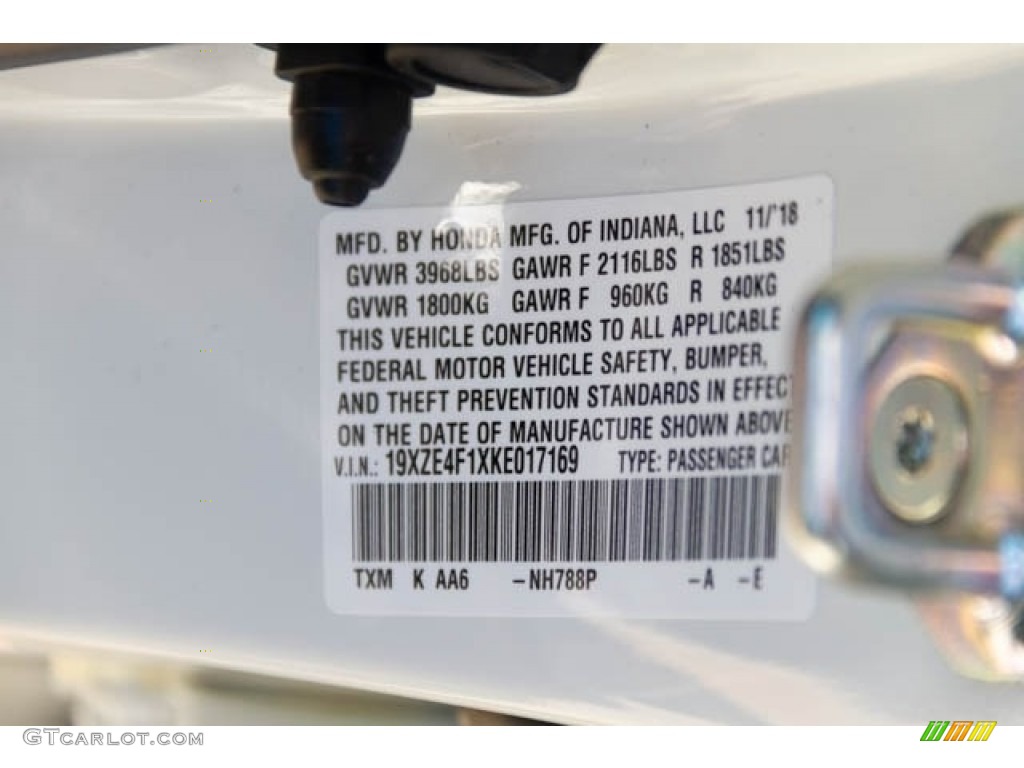 MFD. BY HONDA MFG. OF INDIANA, LLC 11/'18
GVWR 3968LBS GAWR F 2116LBS R 1851LBS
GVWR 1800KG GAWR F 960KG R 840KG
THIS VEHICLE CONFORMS TO ALL APPLICABLE
FEDERAL MOTOR VEHICLE SAFETY, BUMPER,
AND THEFT PREVENTION STANDARDS IN EFFECT
ON THE DATE OF MANUFACTURE SHOWN ABOVE
V.I.N.: 19XZE4F1XKE017169 TYPE: PASSENGER CAR
TXM K AA6 -NH788P -A -E
GTCARLOT.COM